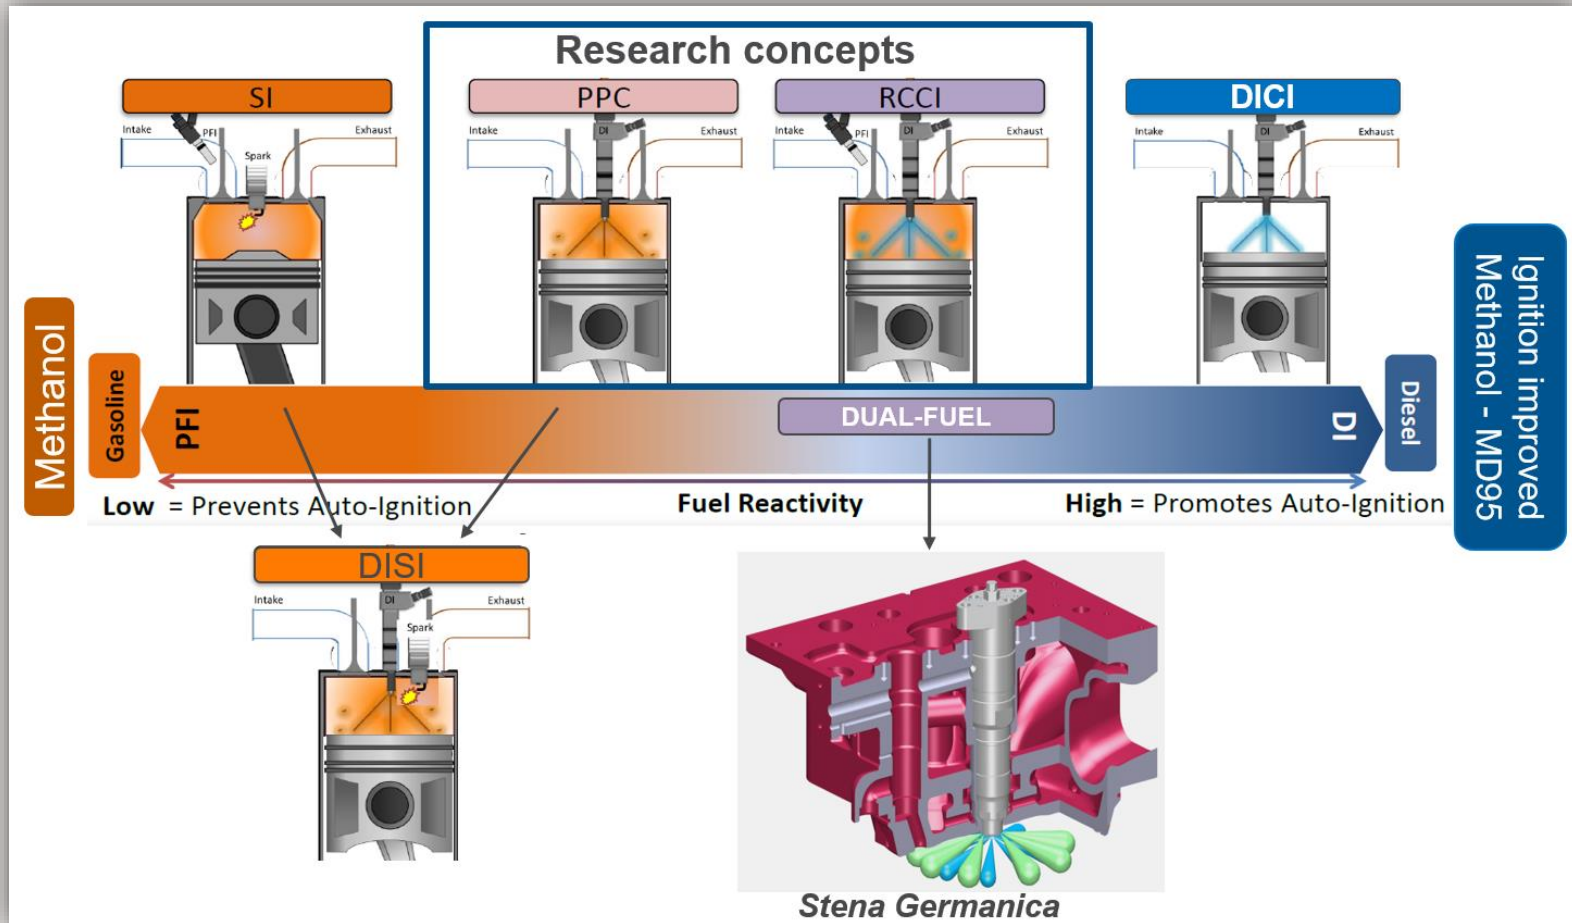 Research concepts
SI
PPC
RCCI
DICI
Intake
PFI
Spark
Exhaust
Intake
DI
Exhaust
Intake
PFI
DI
Exhaust
Intake
DI
Exhaust
Methanol
Gasoline
PFI
DUAL-FUEL
DI
Diesel
Ignition improved
Methanol - MD95
Low = Prevents Auto-Ignition
Fuel Reactivity
High = Promotes Auto-Ignition
DISI
Intake
DI
Spark
Exhaust
Stena Germanica